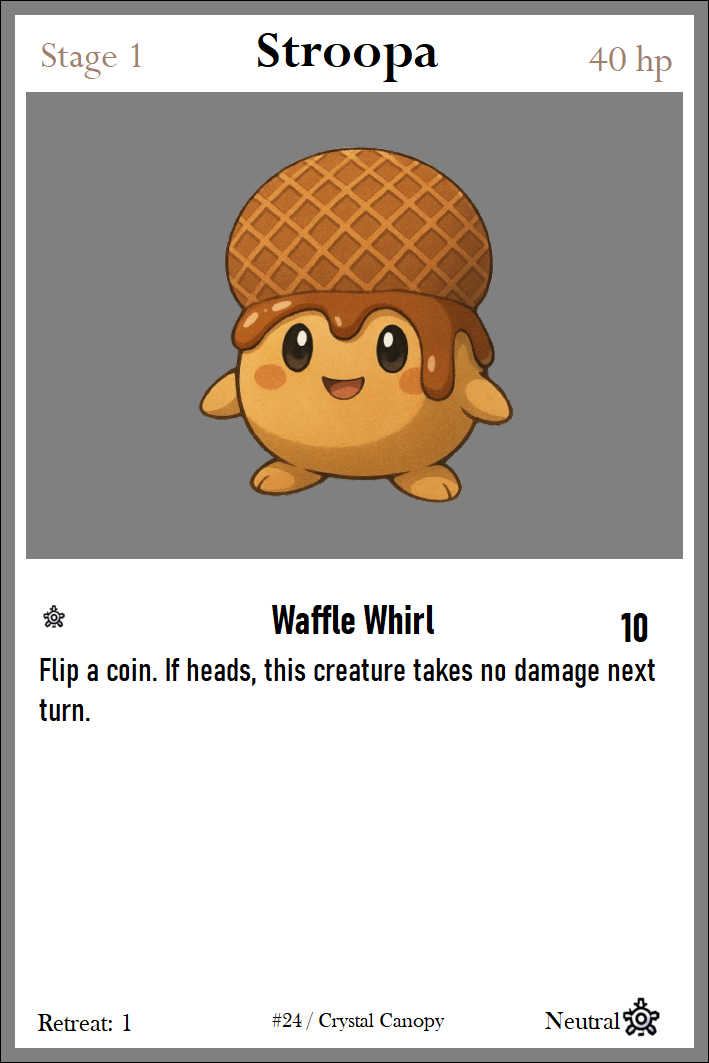 Stage 1 Stroopa 40 hp
Waffle Whirl 10
Flip a coin. If heads, this creature takes no damage next
turn.
Retreat: 1 #24 / Crystal Canopy Neutral